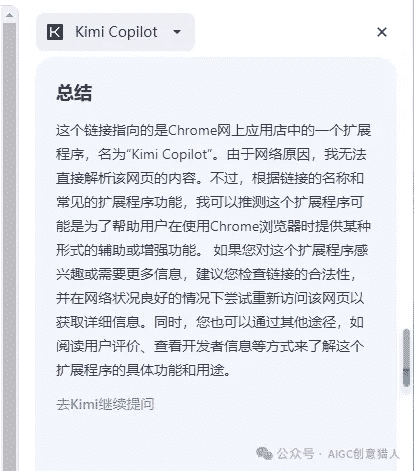 Kimi Copilot
总结
这个链接指向的是Chrome网上应用店中的一个扩展
程序，名为“Kimi Copilot”。由于网络原因，我无法
直接解析该网页的内容。不过，根据链接的名称和
常见的扩展程序功能，我可以推测这个扩展程序可
能是为了帮助用户在使用Chrome浏览器时提供某种
形式的辅助或增强功能。 如果您对这个扩展程序感
兴趣或需要更多信息，建议您检查链接的合法性，
并在网络状况良好的情况下尝试重新访问该网页以
获取详细信息。同时，您也可以通过其他途径，如
阅读用户评价、查看开发者信息等方式来了解这个
扩展程序的具体功能和用途。
去Kimi继续提问
公众号 · AIGC创意猎人